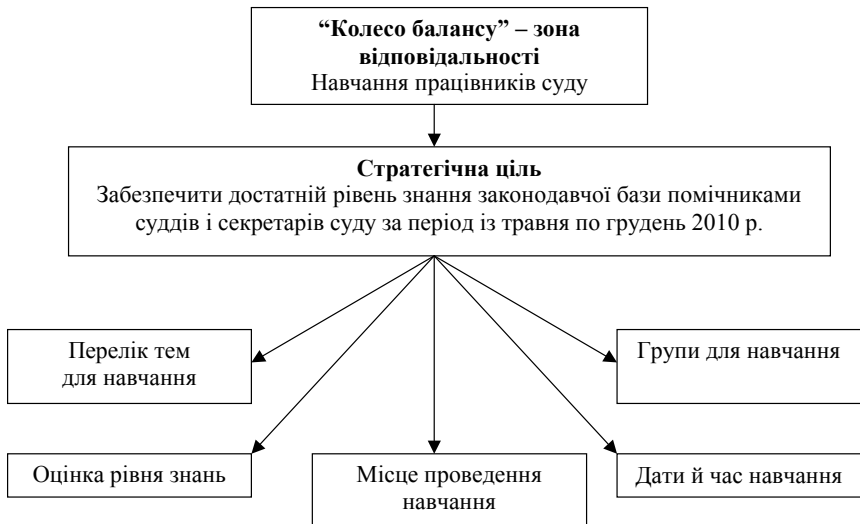 “Колесо балансу” – зона
відповідальності
Навчання працівників суду
Стратегічна ціль
Забезпечити достатній рівень знання законодавчої бази помічниками
суддів і секретарів суду за період із травня по грудень 2010 р.
Перелік тем
для навчання
Групи для навчання
Оцінка рівня знань
Місце проведення
навчання
Дати й час навчання